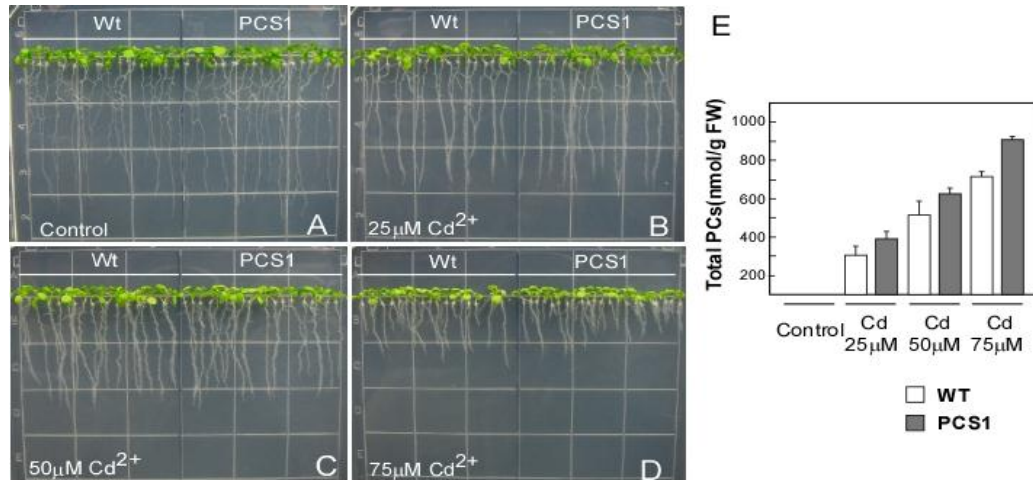 Wt PCS1
Control A
Wt PCS1
25μM Cd2+ B
Wt PCS1
50μM Cd2+ C
Wt PCS1
75μM Cd2+ D
E
Total PCs(nmol/g FW)
1000
800
600
400
200
Control Cd 25μM Cd 50μM Cd 75μM
WT
PCS1